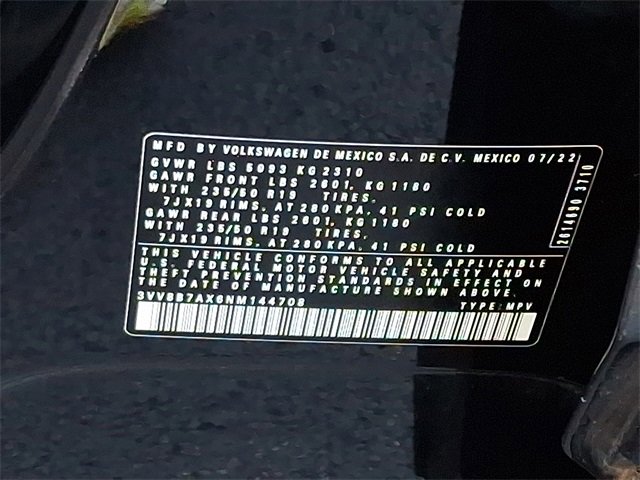 MFD BY VOLKSWAGEN DE MEXICO S.A. DE C.V. MEXICO 07/22
GVWR LBS 5093 KG 2310
GAWR FRONT LBS 2601, KG 1180
WITH 235/50 R19 TIRES,
7JX19 RIMS, AT 280 KPA, 41 PSI COLD
GAWR REAR LBS 2601, KG 1180
WITH 235/50 R19 TIRES,
7JX19 RIMS, AT 280 KPA, 41 PSI COLD
THIS VEHICLE CONFORMS TO ALL APPLICABLE
U.S. FEDERAL MOTOR VEHICLE SAFETY AND
THEFT PREVENTION STANDARDS IN EFFECT ON
THE DATE OF MANUFACTURE SHOWN ABOVE.
3VV8B7AX6NM144708 TYPE: MPV
2614690 3710